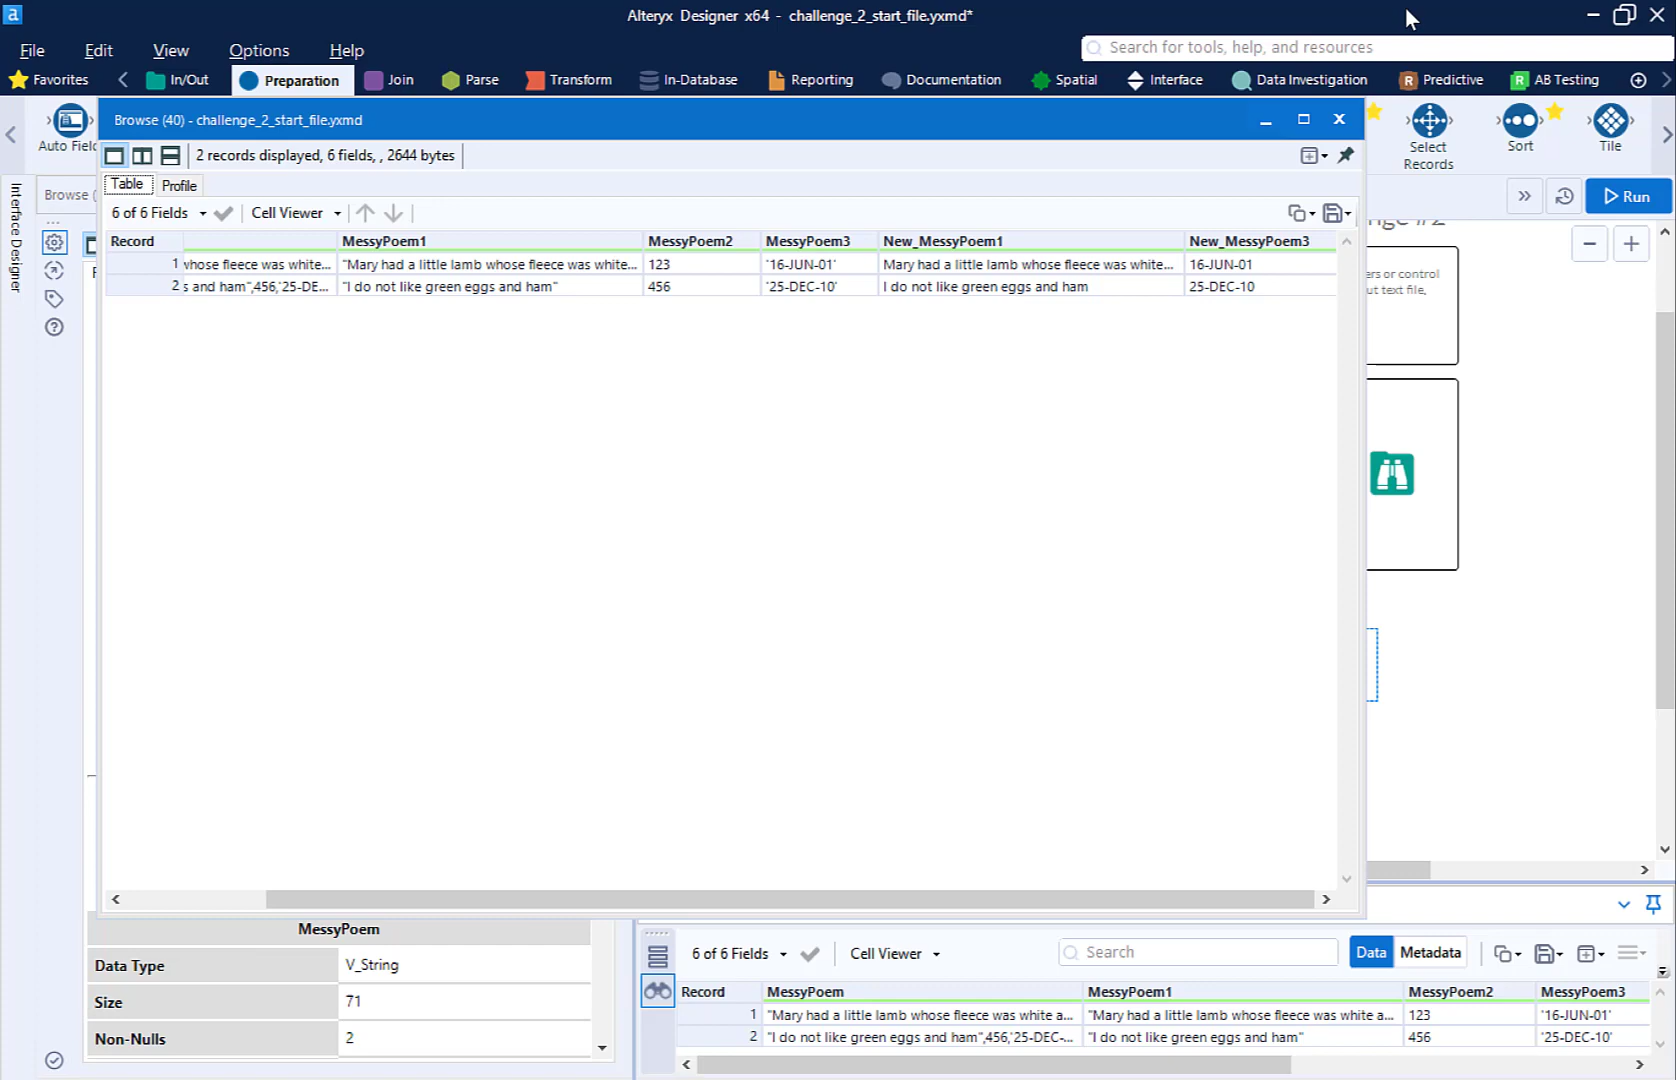 a
Alteryx Designer x64 - challenge_2_start_file.yxmd*
File Edit View Options Help
Search for tools, help, and resources
Favorites In/Out Preparation Join Parse Transform In-Database Reporting Documentation Spatial Interface Data Investigation Predictive AB Testing
Browse (40) - challenge_2_start_file.yxmd
Auto Field
Select Records
Sort
Tile
2 records displayed, 6 fields, , 2644 bytes
Table Profile
Browse (
Run
Interface Designer
6 of 6 Fields Cell Viewer
Record MessyPoem1 MessyPoem2 MessyPoem3 New_MessyPoem1 New_MessyPoem3
1 whose fleece was white... "Mary had a little lamb whose fleece was white... 123 '16-JUN-01' Mary had a little lamb whose fleece was white... 16-JUN-01
2 s and ham",456,'25-DE... "I do not like green eggs and ham" 456 '25-DEC-10' I do not like green eggs and ham 25-DEC-10
ers or control
ut text file,
MessyPoem
Data Type V_String
Size 71
Non-Nulls 2
6 of 6 Fields Cell Viewer Search Data Metadata
Record MessyPoem MessyPoem1 MessyPoem2 MessyPoem3
1 "Mary had a little lamb whose fleece was white a... "Mary had a little lamb whose fleece was white a... 123 '16-JUN-01'
2 "I do not like green eggs and ham",456,'25-DEC-... "I do not like green eggs and ham" 456 '25-DEC-10'